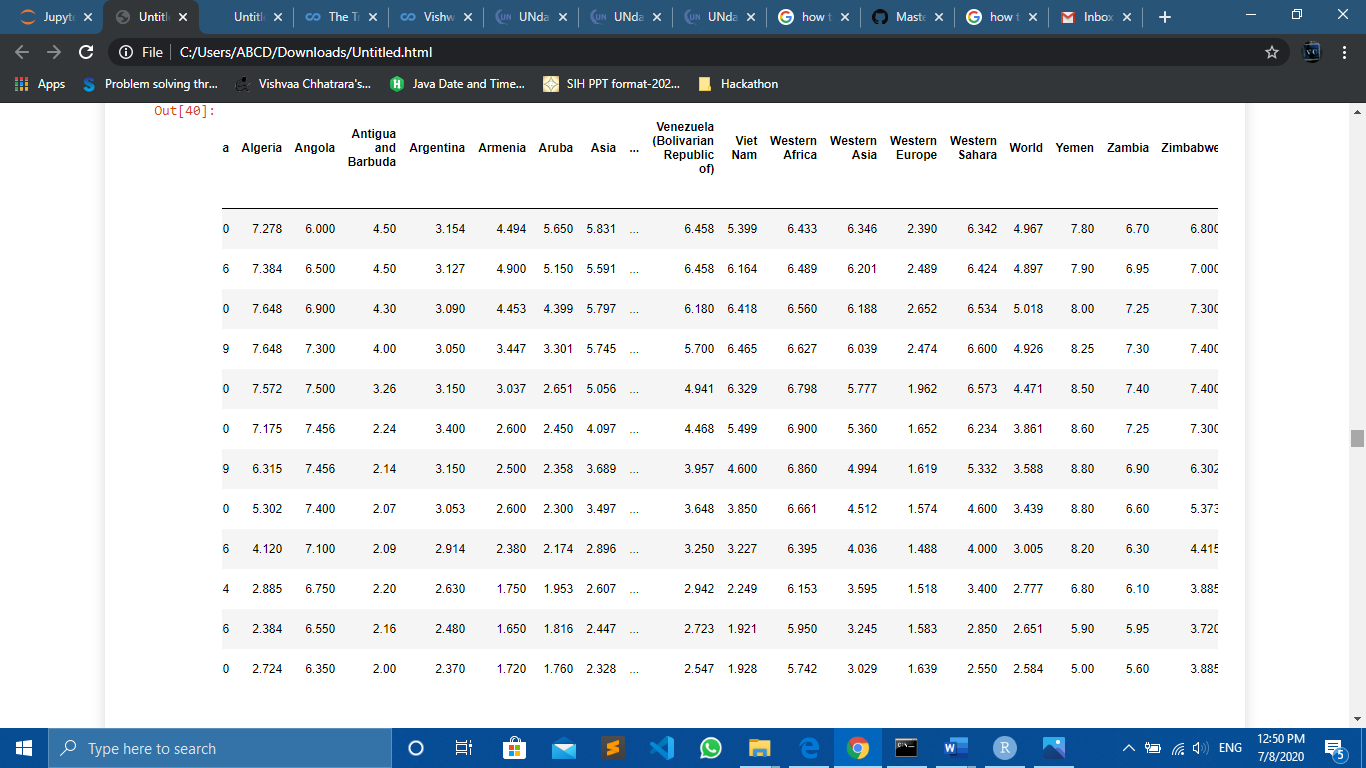 Jupyt Untitl Untitl The Ti Vishw UNda UNda UNda how t Maste how t Inbox
File C:/Users/ABCD/Downloads/Untitled.html
Apps Problem solving thr... Vishvaa Chhatrara's... Java Date and Time... SIH PPT format-202... Hackathon
Out[40]:
a Algeria Angola Antigua and Barbuda Argentina Armenia Aruba Asia ... Venezuela (Bolivarian Republic of) Viet Nam Western Africa Western Asia Western Europe Western Sahara World Yemen Zambia Zimbabwe
0 7.278 6.000 4.50 3.154 4.494 5.650 5.831 ... 6.458 5.399 6.433 6.346 2.390 6.342 4.967 7.80 6.70 6.800
6 7.384 6.500 4.50 3.127 4.900 5.150 5.591 ... 6.458 6.164 6.489 6.201 2.489 6.424 4.897 7.90 6.95 7.000
0 7.648 6.900 4.30 3.090 4.453 4.399 5.797 ... 6.180 6.418 6.560 6.188 2.652 6.534 5.018 8.00 7.25 7.300
9 7.648 7.300 4.00 3.050 3.447 3.301 5.745 ... 5.700 6.465 6.627 6.039 2.474 6.600 4.926 8.25 7.30 7.400
0 7.572 7.500 3.26 3.150 3.037 2.651 5.056 ... 4.941 6.329 6.798 5.777 1.962 6.573 4.471 8.50 7.40 7.400
0 7.175 7.456 2.24 3.400 2.600 2.450 4.097 ... 4.468 5.499 6.900 5.360 1.652 6.234 3.861 8.60 7.25 7.300
9 6.315 7.456 2.14 3.150 2.500 2.358 3.689 ... 3.957 4.600 6.860 4.994 1.619 5.332 3.588 8.80 6.90 6.302
0 5.302 7.400 2.07 3.053 2.600 2.300 3.497 ... 3.648 3.850 6.661 4.512 1.574 4.600 3.439 8.80 6.60 5.373
6 4.120 7.100 2.09 2.914 2.380 2.174 2.896 ... 3.250 3.227 6.395 4.036 1.488 4.000 3.005 8.20 6.30 4.415
4 2.885 6.750 2.20 2.630 1.750 1.953 2.607 ... 2.942 2.249 6.153 3.595 1.518 3.400 2.777 6.80 6.10 3.885
6 2.384 6.550 2.16 2.480 1.650 1.816 2.447 ... 2.723 1.921 5.950 3.245 1.583 2.850 2.651 5.90 5.95 3.720
0 2.724 6.350 2.00 2.370 1.720 1.760 2.328 ... 2.547 1.928 5.742 3.029 1.639 2.550 2.584 5.00 5.60 3.885
Type here to search
ENG
12:50 PM
7/8/2020
5